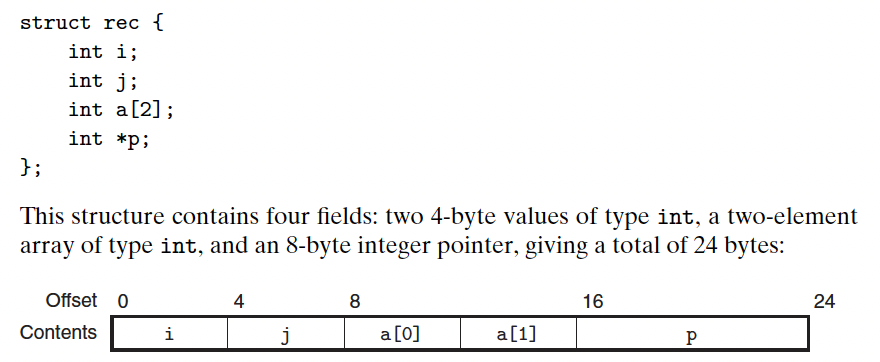 struct rec {
    int i;
    int j;
    int a[2];
    int *p;
};
This structure contains four fields: two 4-byte values of type int, a two-element
array of type int, and an 8-byte integer pointer, giving a total of 24 bytes:
Offset 0 4 8 16 24
Contents i j a[0] a[1] p